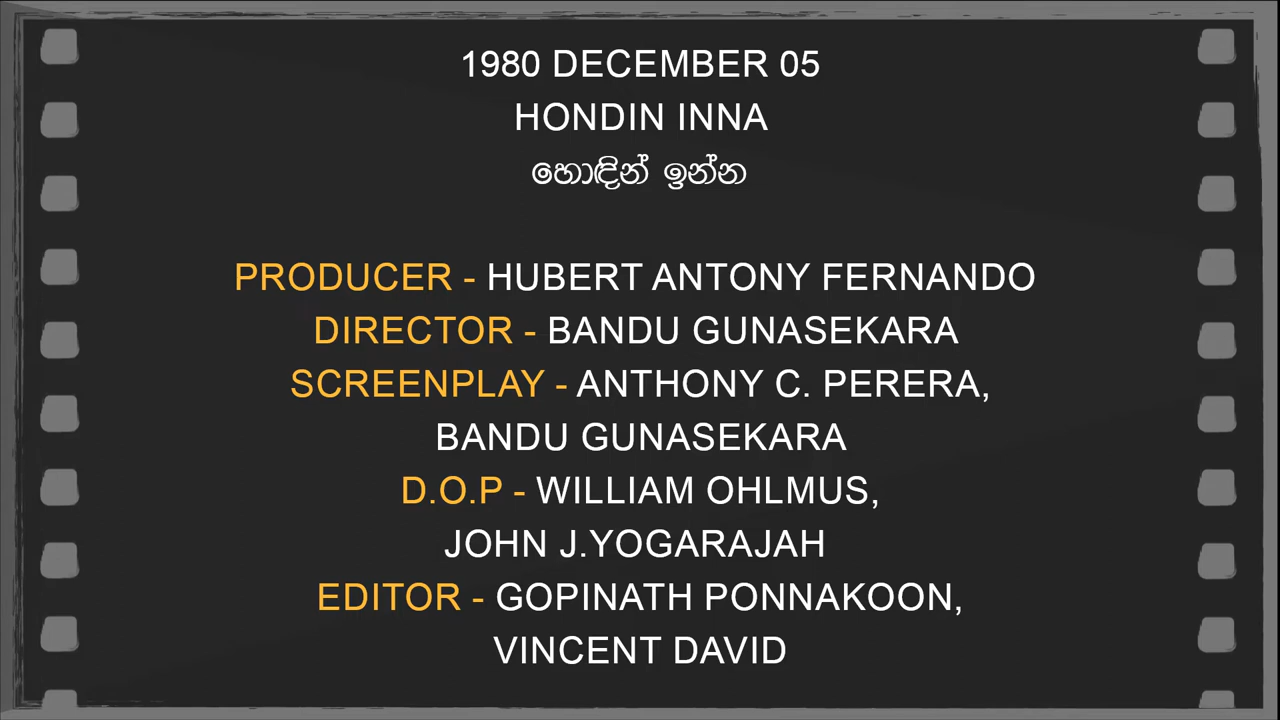 1980 DECEMBER 05
HONDIN INNA
හොඳින් ඉන්න
PRODUCER - HUBERT ANTONY FERNANDO
DIRECTOR - BANDU GUNASEKARA
SCREENPLAY - ANTHONY C. PERERA,
BANDU GUNASEKARA
D.O.P - WILLIAM OHLMUS,
JOHN J.YOGARAJAH
EDITOR - GOPINATH PONNAKOON,
VINCENT DAVID